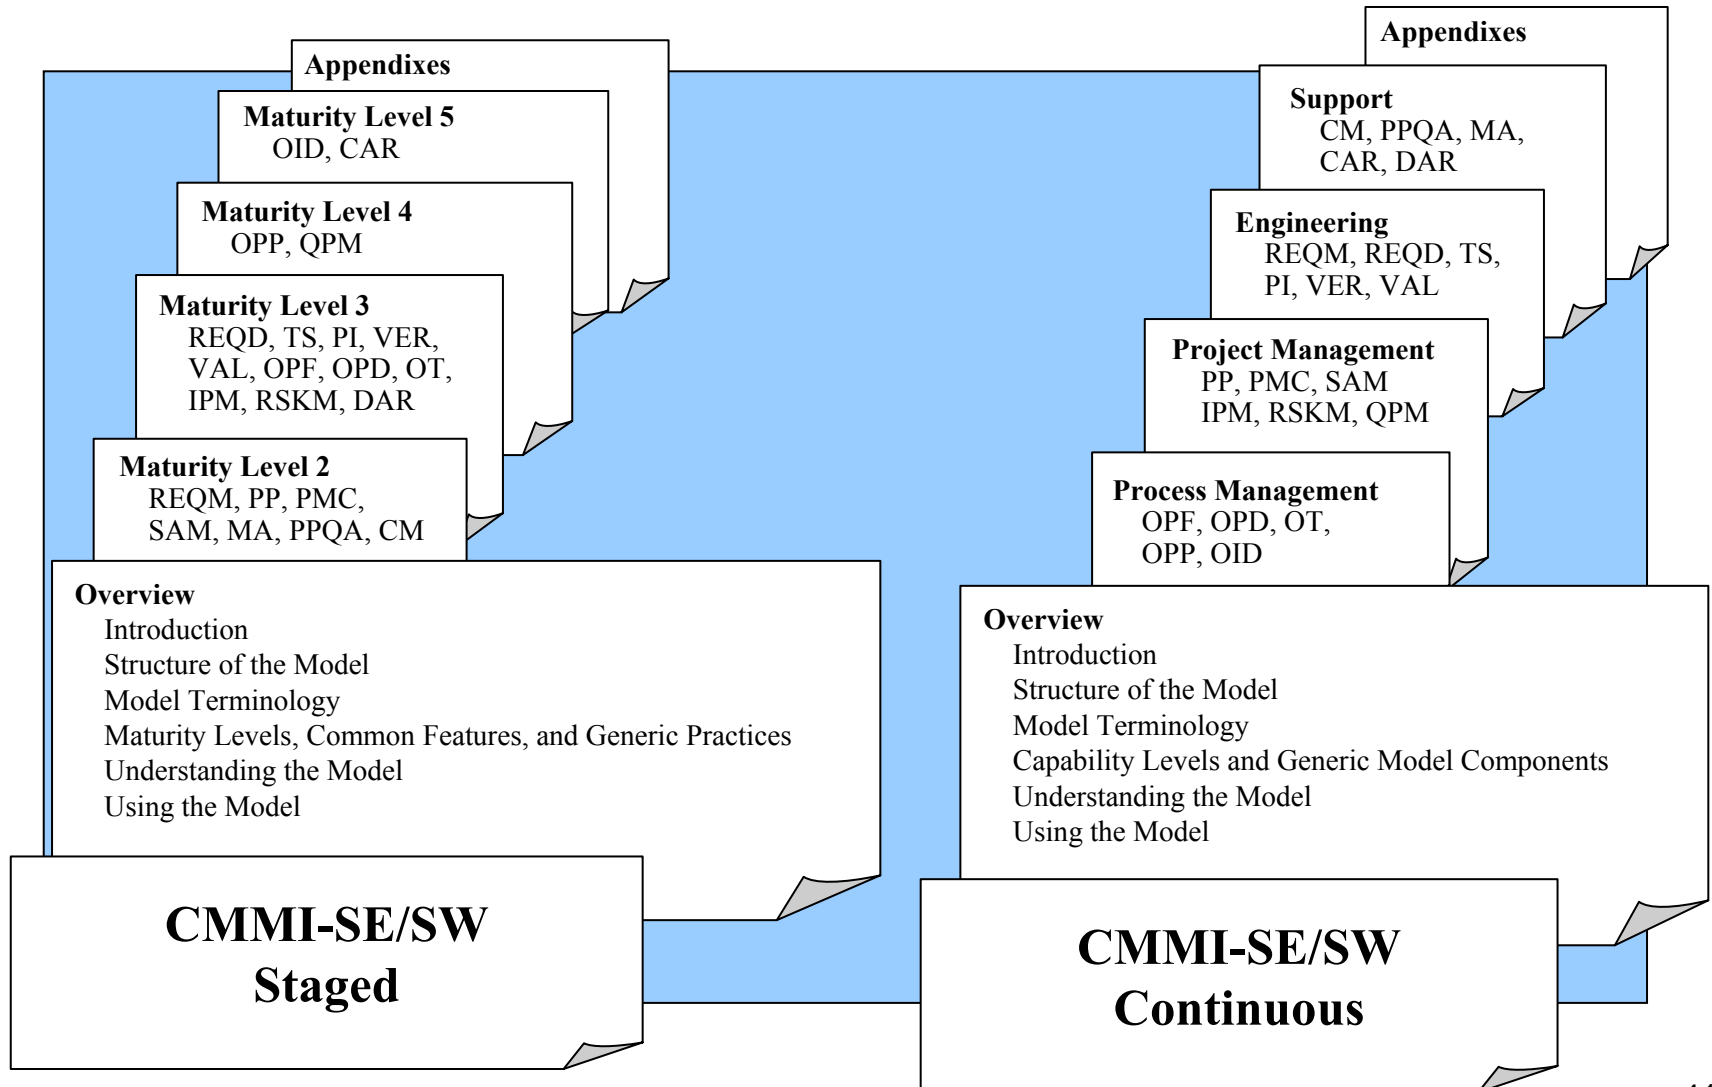 Appendixes
Maturity Level 5
OID, CAR
Maturity Level 4
OPP, QPM
Maturity Level 3
REQD, TS, PI, VER,
VAL, OPF, OPD, OT,
IPM, RSKM, DAR
Maturity Level 2
REQM, PP, PMC,
SAM, MA, PPQA, CM
Overview
Introduction
Structure of the Model
Model Terminology
Maturity Levels, Common Features, and Generic Practices
Understanding the Model
Using the Model
CMMI-SE/SW
Staged
Appendixes
Support
CM, PPQA, MA,
CAR, DAR
Engineering
REQM, REQD, TS,
PI, VER, VAL
Project Management
PP, PMC, SAM
IPM, RSKM, QPM
Process Management
OPF, OPD, OT,
OPP, OID
Overview
Introduction
Structure of the Model
Model Terminology
Capability Levels and Generic Model Components
Understanding the Model
Using the Model
CMMI-SE/SW
Continuous